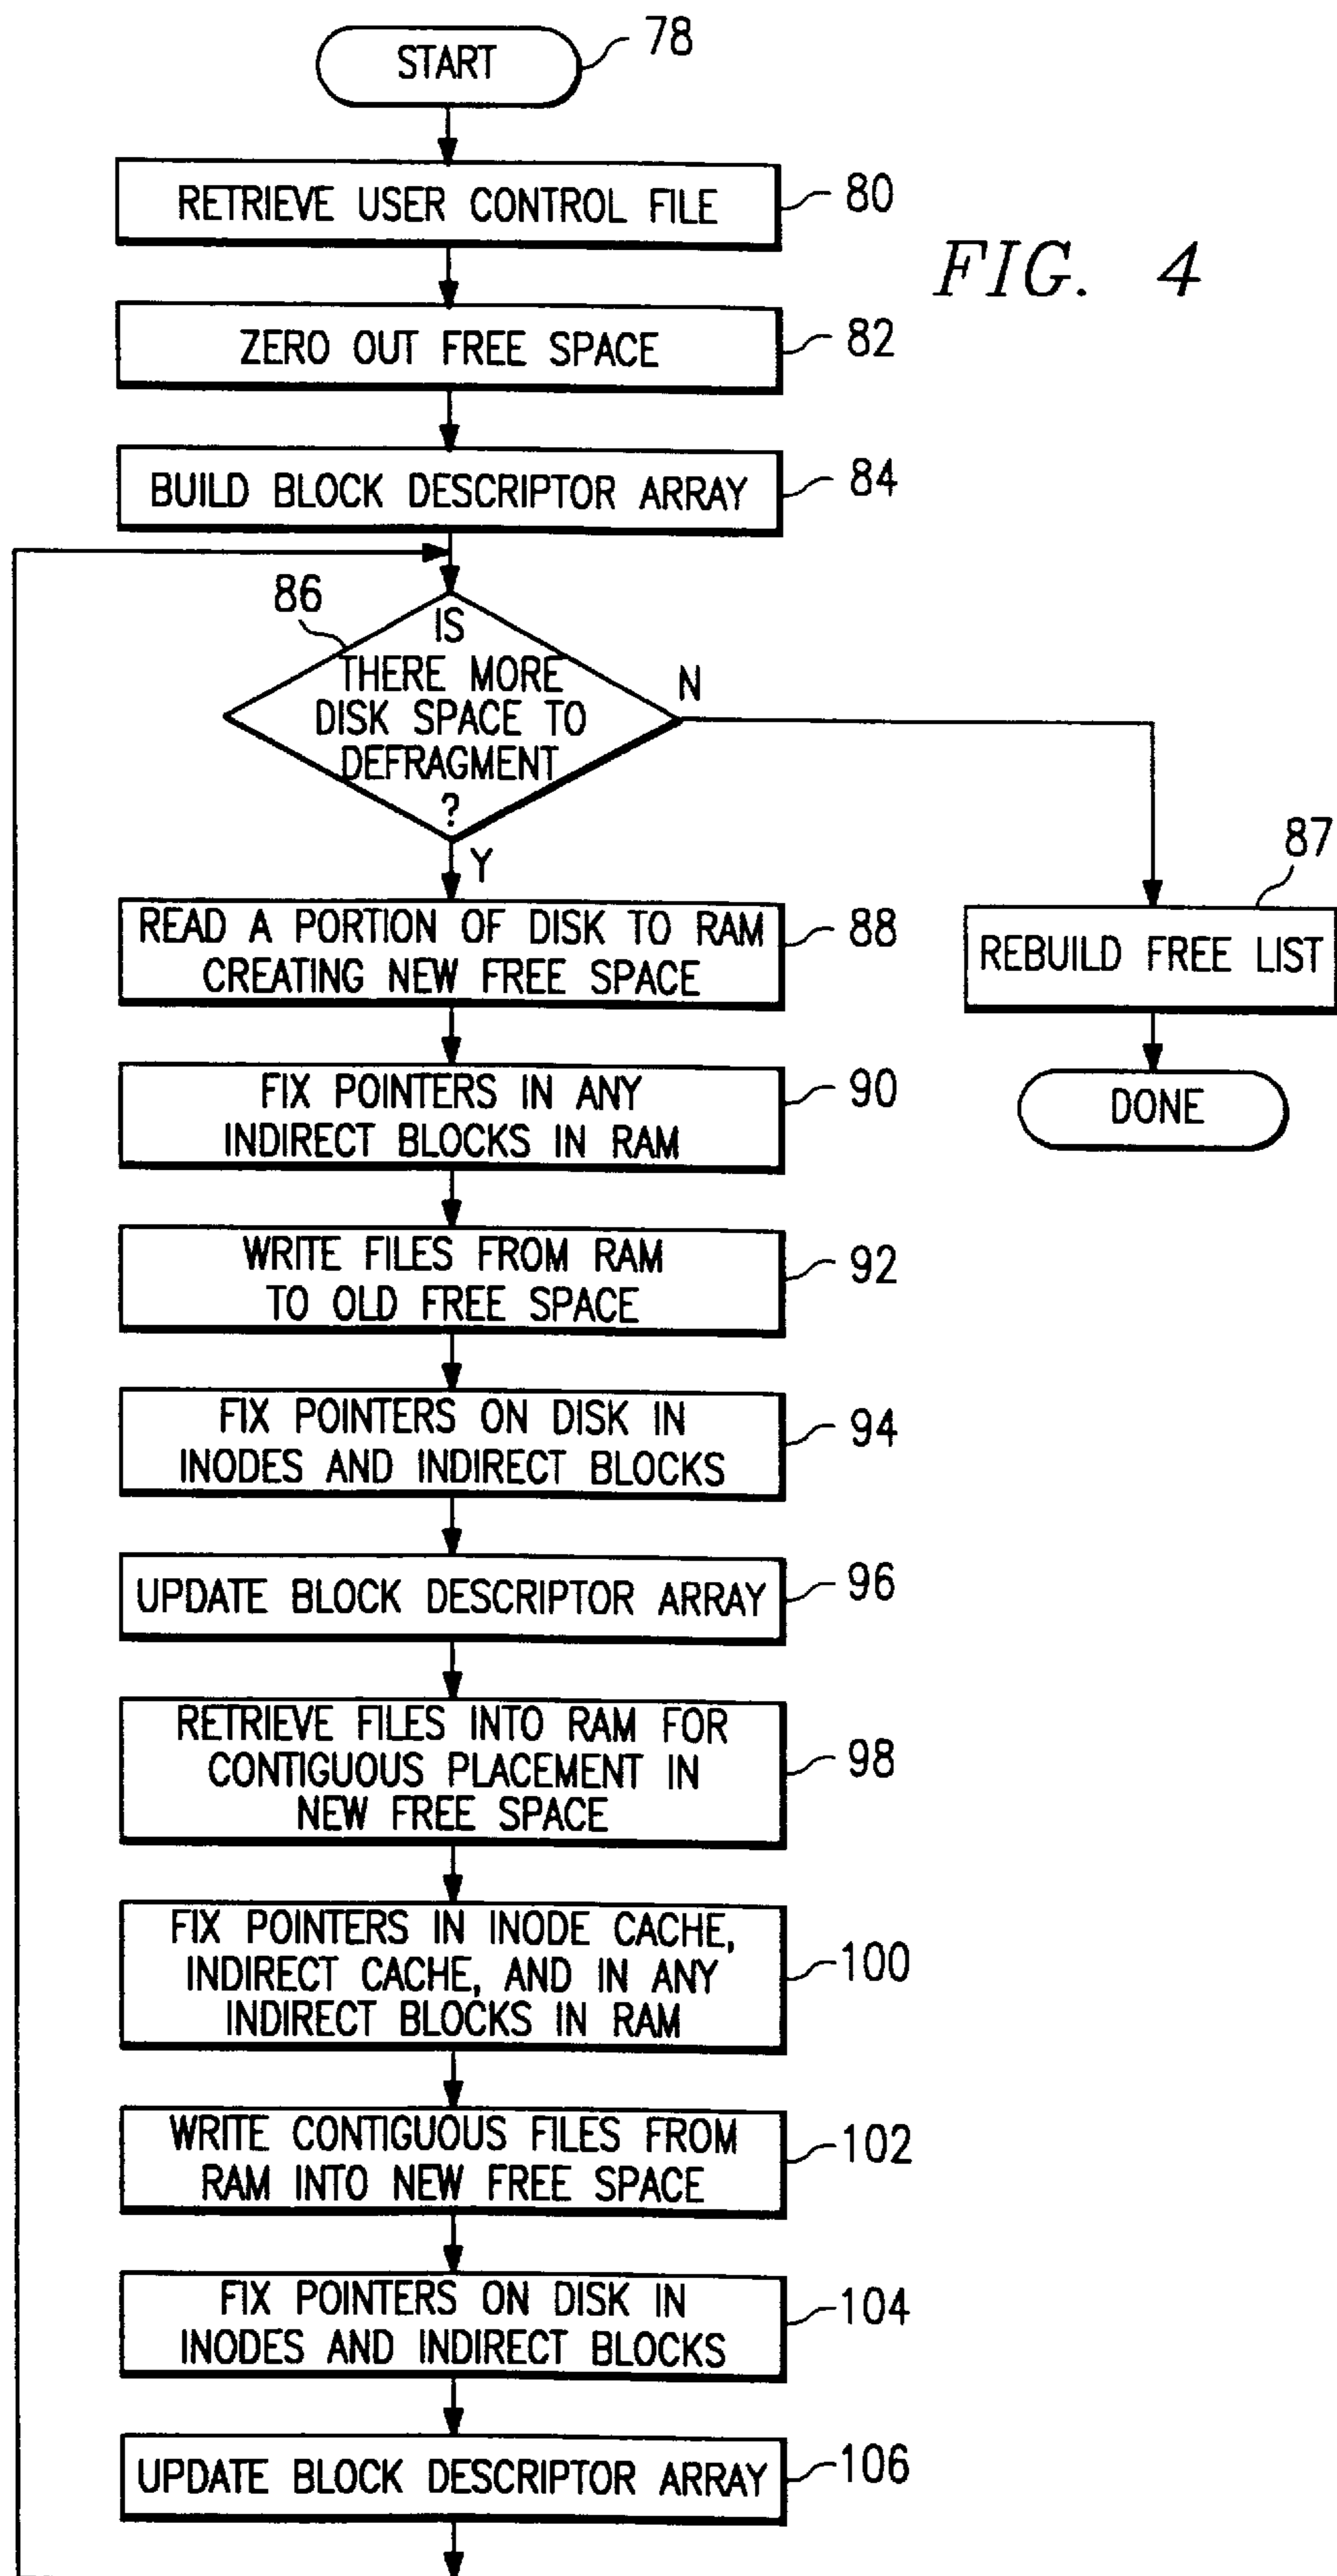 START
78
RETRIEVE USER CONTROL FILE
80
FIG. 4
ZERO OUT FREE SPACE
82
BUILD BLOCK DESCRIPTOR ARRAY
84
86
IS
THERE MORE
DISK SPACE TO
DEFRAGMENT
?
N
Y
87
REBUILD FREE LIST
DONE
READ A PORTION OF DISK TO RAM
CREATING NEW FREE SPACE
88
FIX POINTERS IN ANY
INDIRECT BLOCKS IN RAM
90
WRITE FILES FROM RAM
TO OLD FREE SPACE
92
FIX POINTERS ON DISK IN
INODES AND INDIRECT BLOCKS
94
UPDATE BLOCK DESCRIPTOR ARRAY
96
RETRIEVE FILES INTO RAM FOR
CONTIGUOUS PLACEMENT IN
NEW FREE SPACE
98
FIX POINTERS IN INODE CACHE,
INDIRECT CACHE, AND IN ANY
INDIRECT BLOCKS IN RAM
100
WRITE CONTIGUOUS FILES FROM
RAM INTO NEW FREE SPACE
102
FIX POINTERS ON DISK IN
INODES AND INDIRECT BLOCKS
104
UPDATE BLOCK DESCRIPTOR ARRAY
106